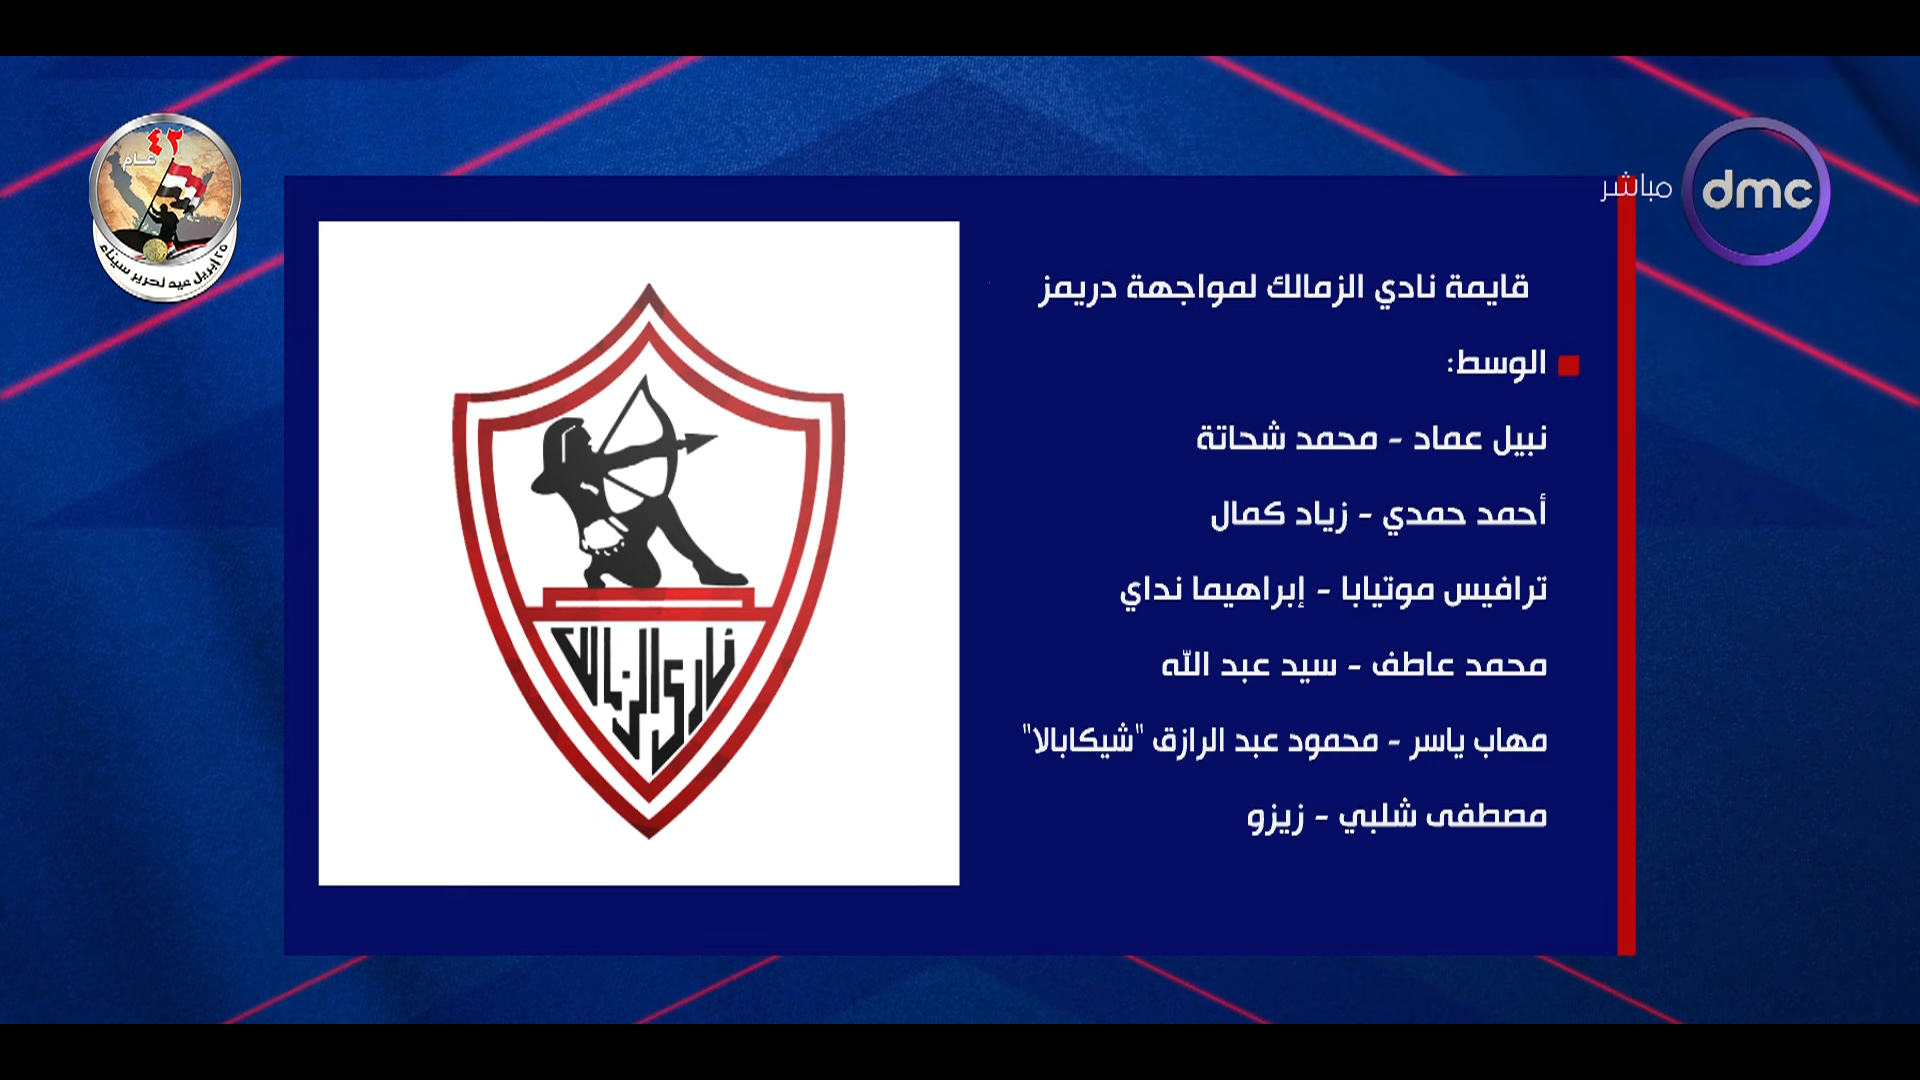 ٤٢
عام
٢٥ ابريل عيد تحرير سيناء
مباشر
dmc
قايمة نادي الزمالك لمواجهة دريمز
الوسط:
نبيل عماد - محمد شحاتة
أحمد حمدي - زياد كمال
ترافيس موتيابا - إبراهيما نداي
محمد عاطف - سيد عبد الله
مهاب ياسر - محمود عبد الرازق "شيكابالا"
مصطفى شلبي - زيزو
نادي الزمالك